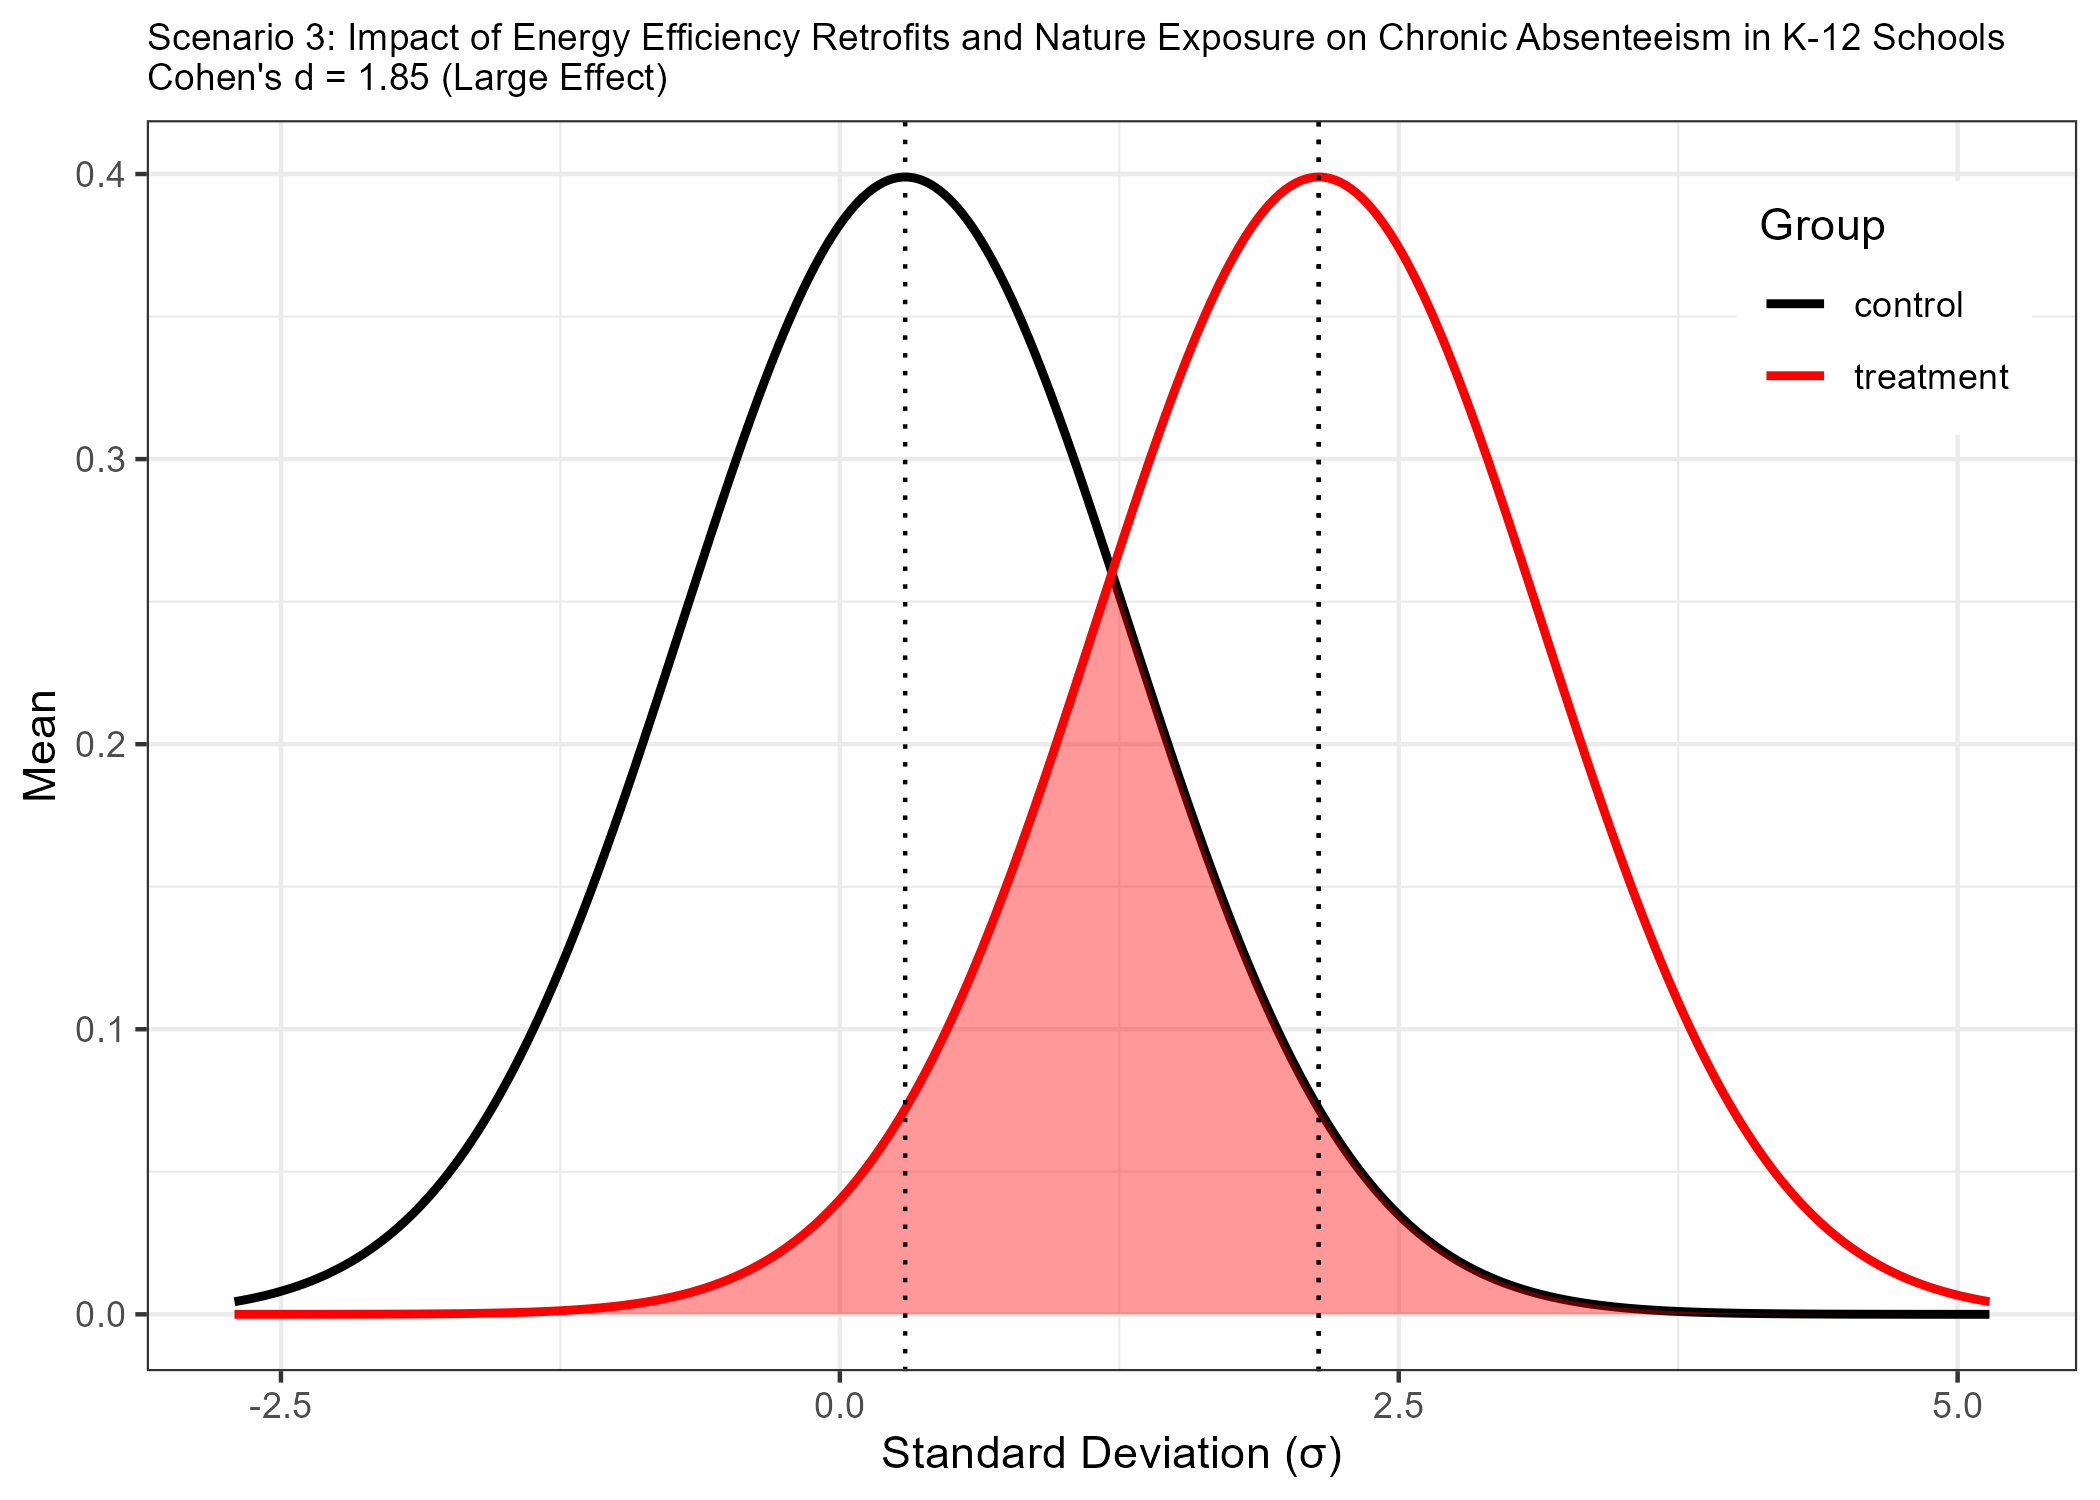 Scenario 3: Impact of Energy Efficiency Retrofits and Nature Exposure on Chronic Absenteeism in K-12 Schools
Cohen's d = 1.85 (Large Effect)
Group
control
treatment
Mean
0.4
0.3
0.2
0.1
0.0
-2.5
0.0
2.5
5.0
Standard Deviation (σ)